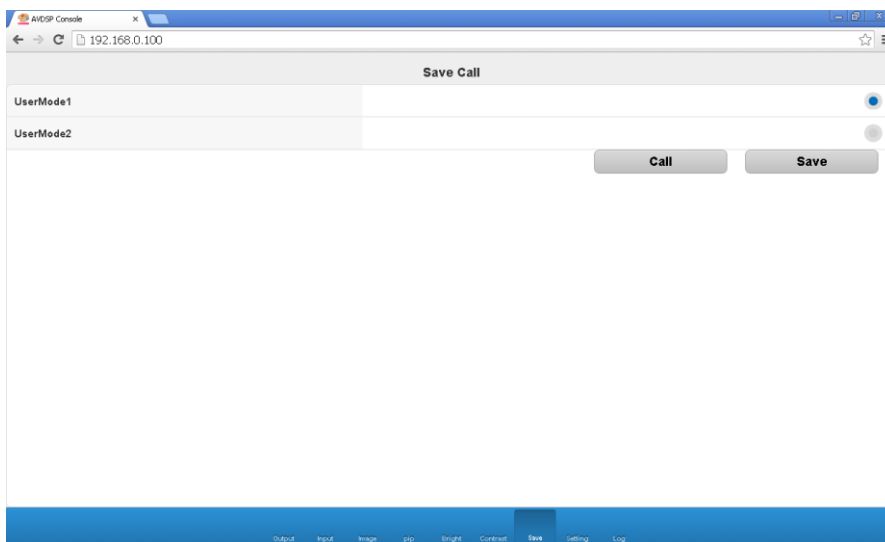 AVDSP Console
192.168.0.100
Save Call
UserMode1
UserMode2
Call Save
Output Input Image pip Bright Contrast Save Setting Log